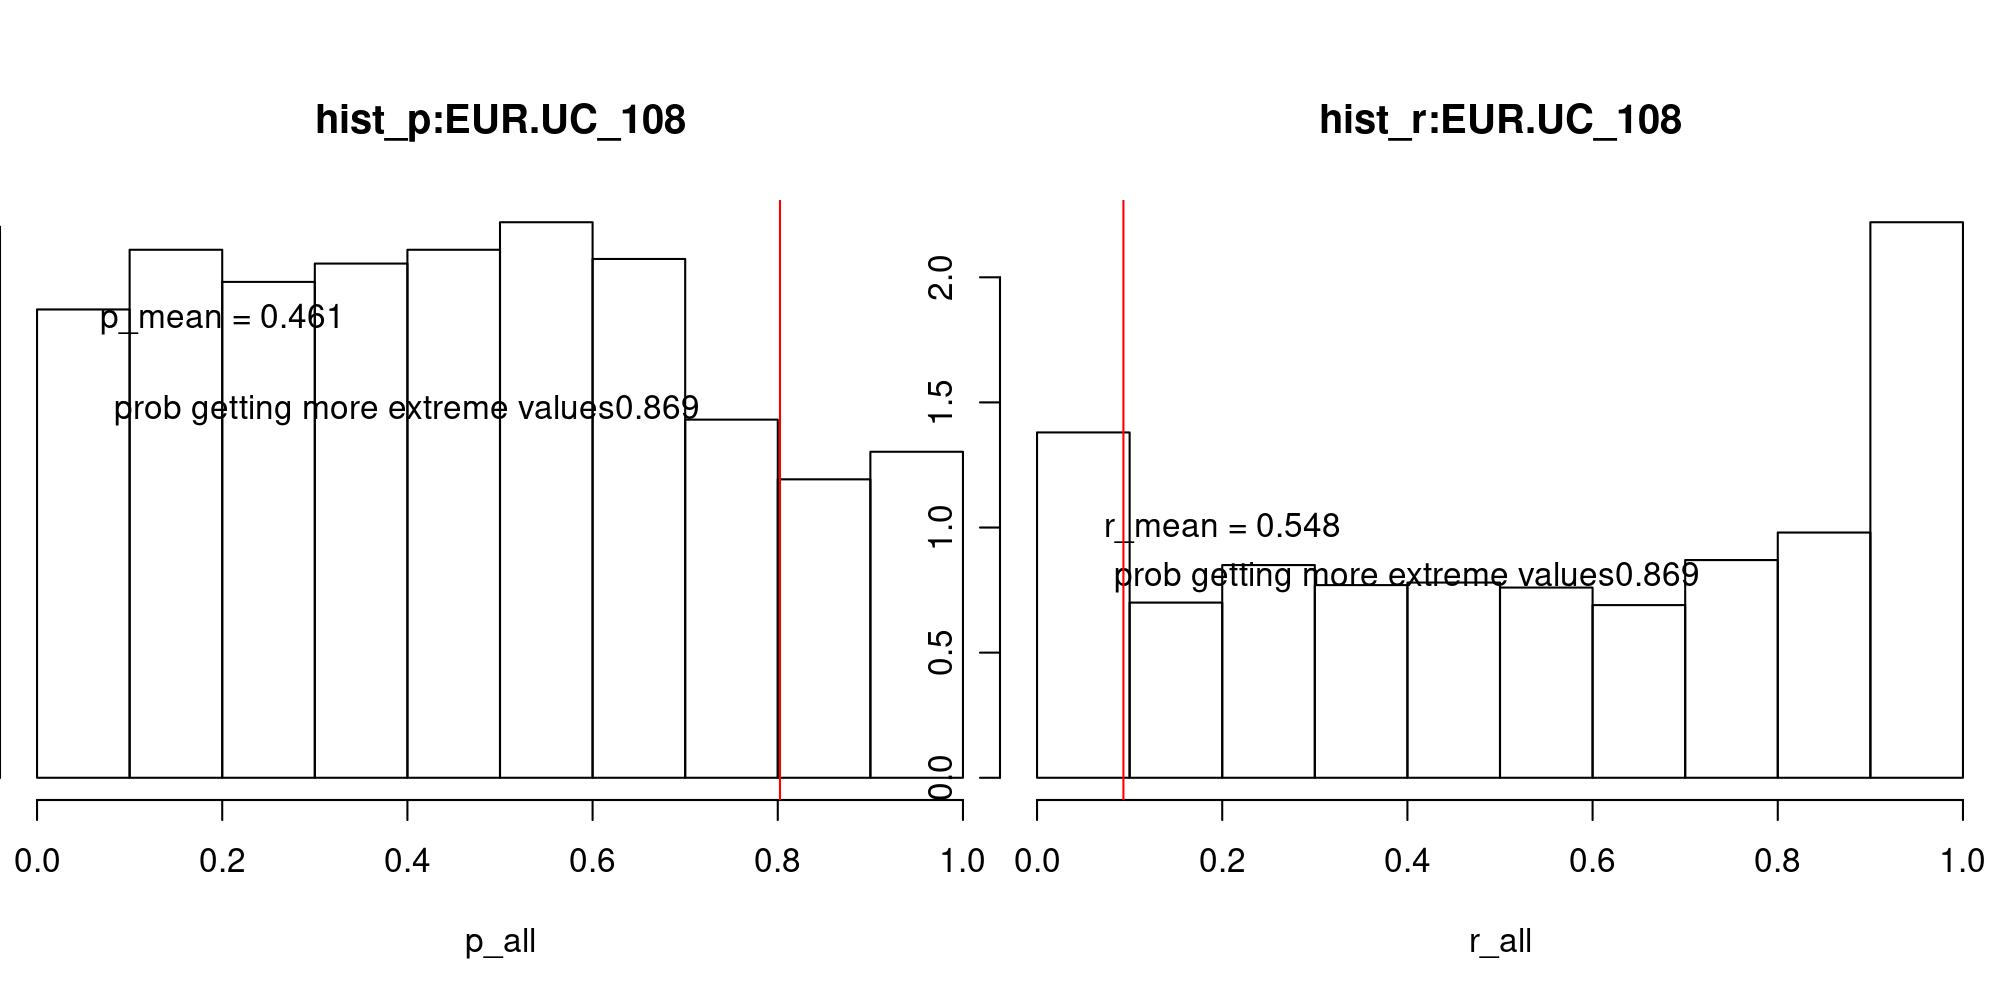 hist_p:EUR.UC_108
p_mean = 0.461
prob getting more extreme values0.869
0.0 0.2 0.4 0.6 0.8 1.0
p_all
hist_r:EUR.UC_108
2.0
1.5
1.0
0.5
0.0
r_mean = 0.548
prob getting more extreme values0.869
0.0 0.2 0.4 0.6 0.8 1.0
r_all